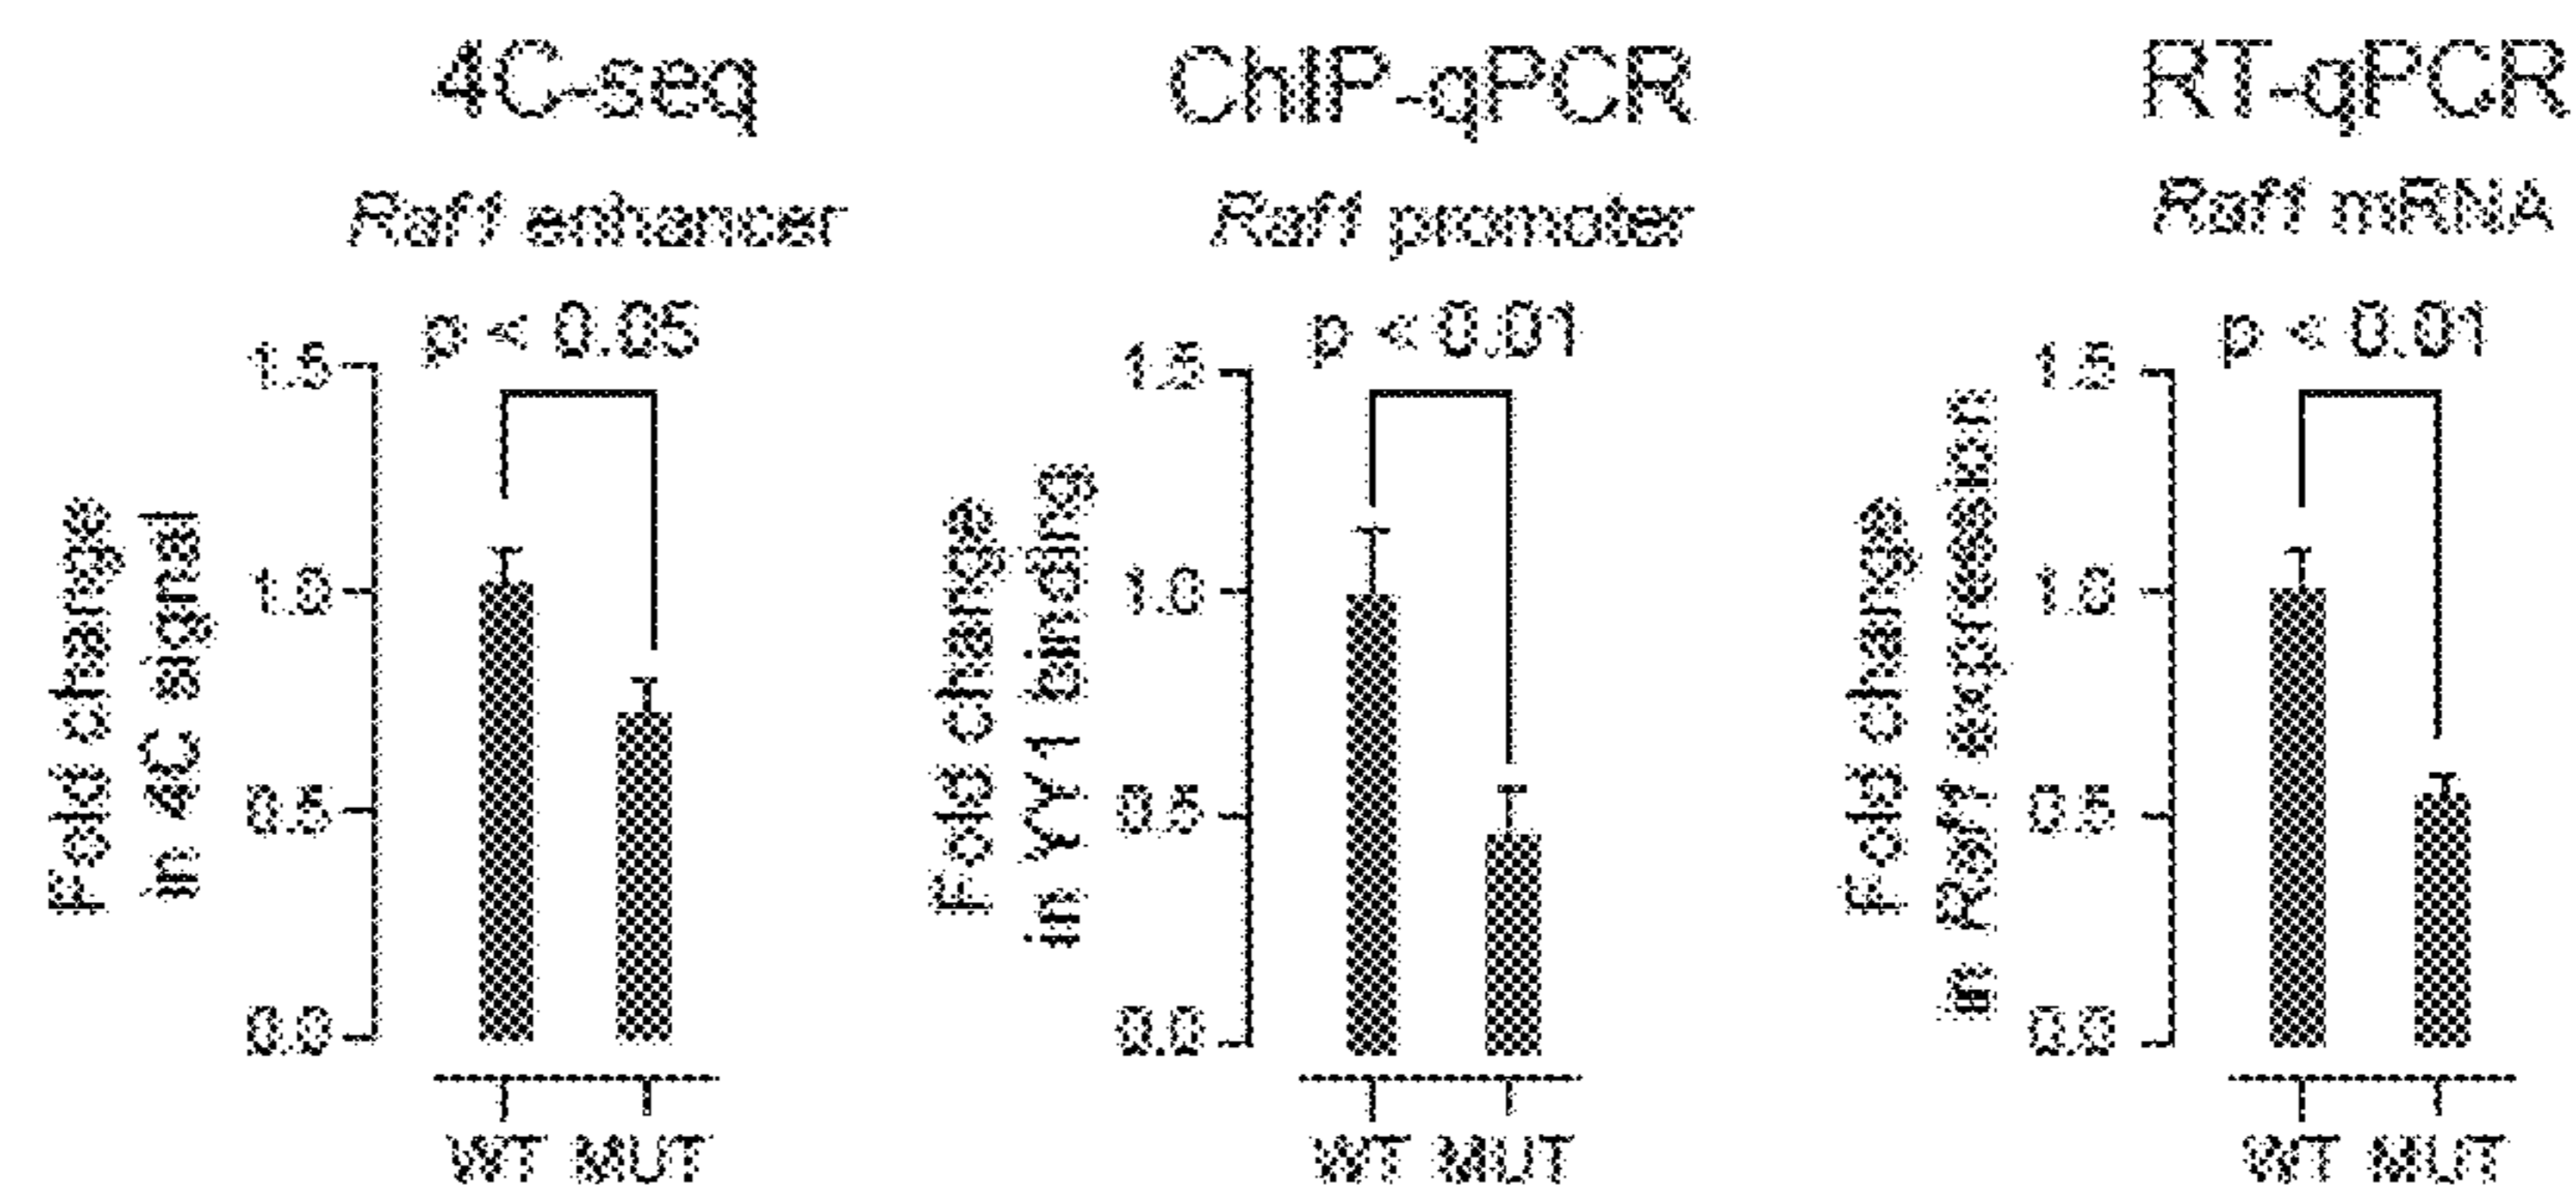 4C-seq
Raf1 enhancer
p < 0.05
Fold change
in 4C signal
1.5
1.0
0.5
0.0
WT MUT
ChIP-qPCR
Raf1 promoter
p < 0.01
Fold change
in YY1 binding
1.5
1.0
0.5
0.0
WT MUT
RT-qPCR
Raf1 mRNA
p < 0.01
Fold change
in Raf1 expression
1.5
1.0
0.5
0.0
WT MUT